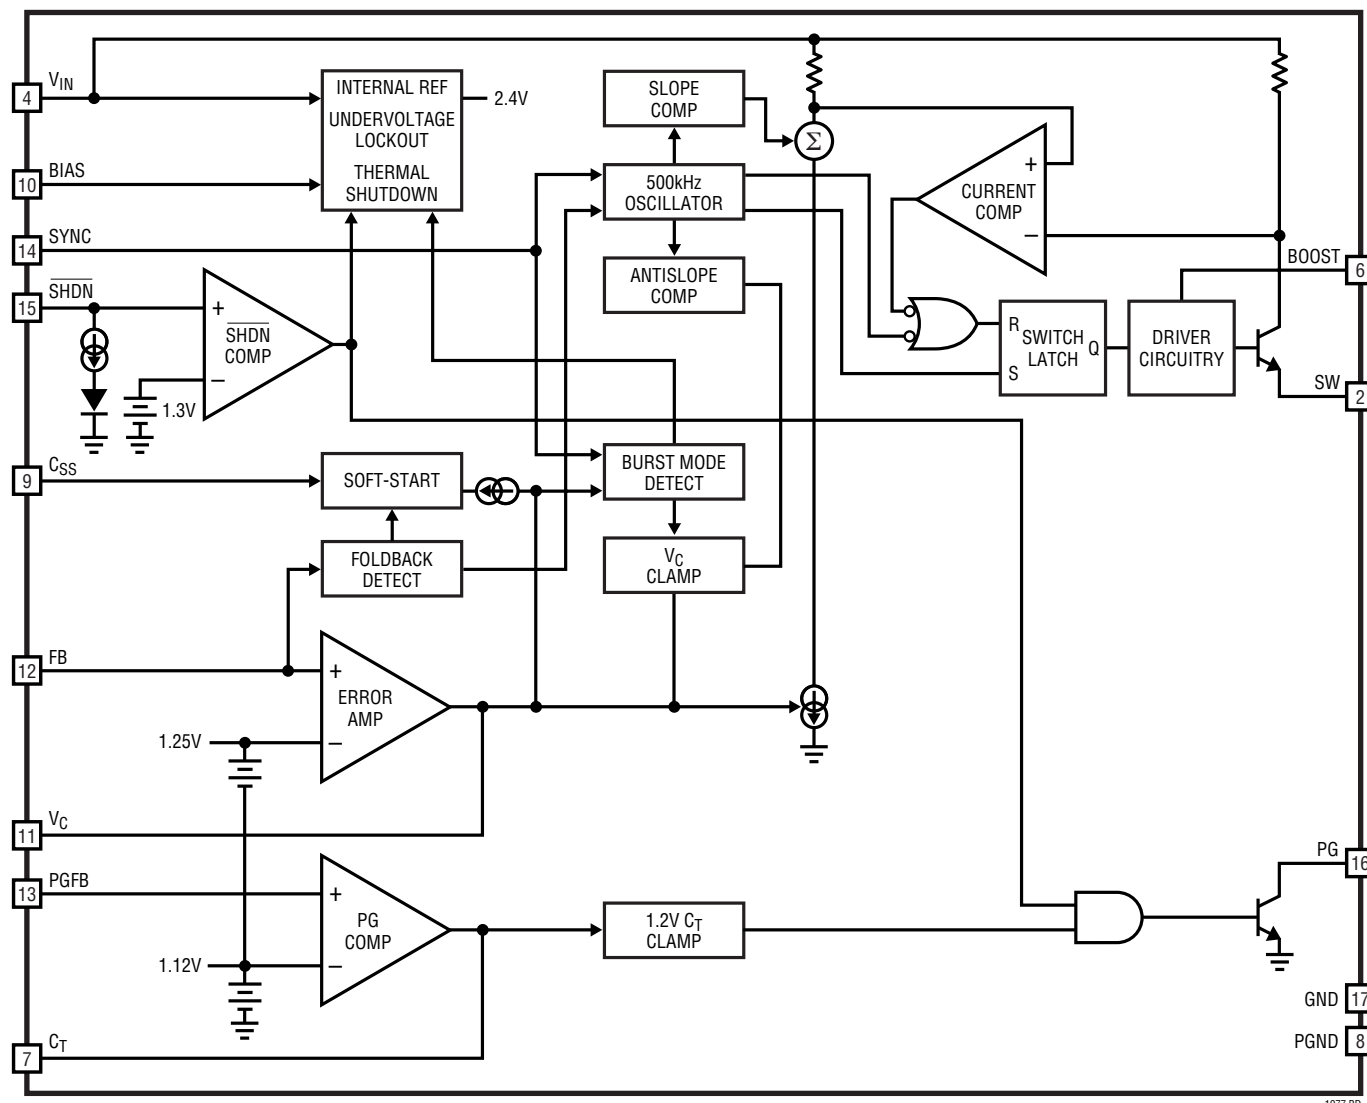 VIN
4
INTERNAL REF
UNDERVOLTAGE
LOCKOUT
THERMAL
SHUTDOWN
2.4V
SLOPE
COMP
Σ
BIAS
10
500kHz
OSCILLATOR
+
CURRENT
COMP
–
SYNC
14
ANTISLOPE
COMP
BOOST
6
SHDN
15
+
SHDN
COMP
–
1.3V
R
SWITCH
LATCH
Q
S
DRIVER
CIRCUITRY
SW
2
CSS
9
SOFT-START
BURST MODE
DETECT
FOLDBACK
DETECT
VC
CLAMP
FB
12
+
ERROR
AMP
–
1.25V
VC
11
PGFB
13
+
PG
COMP
–
1.12V
1.2V CT
CLAMP
PG
16
GND
17
PGND
8
CT
7
1977 BD